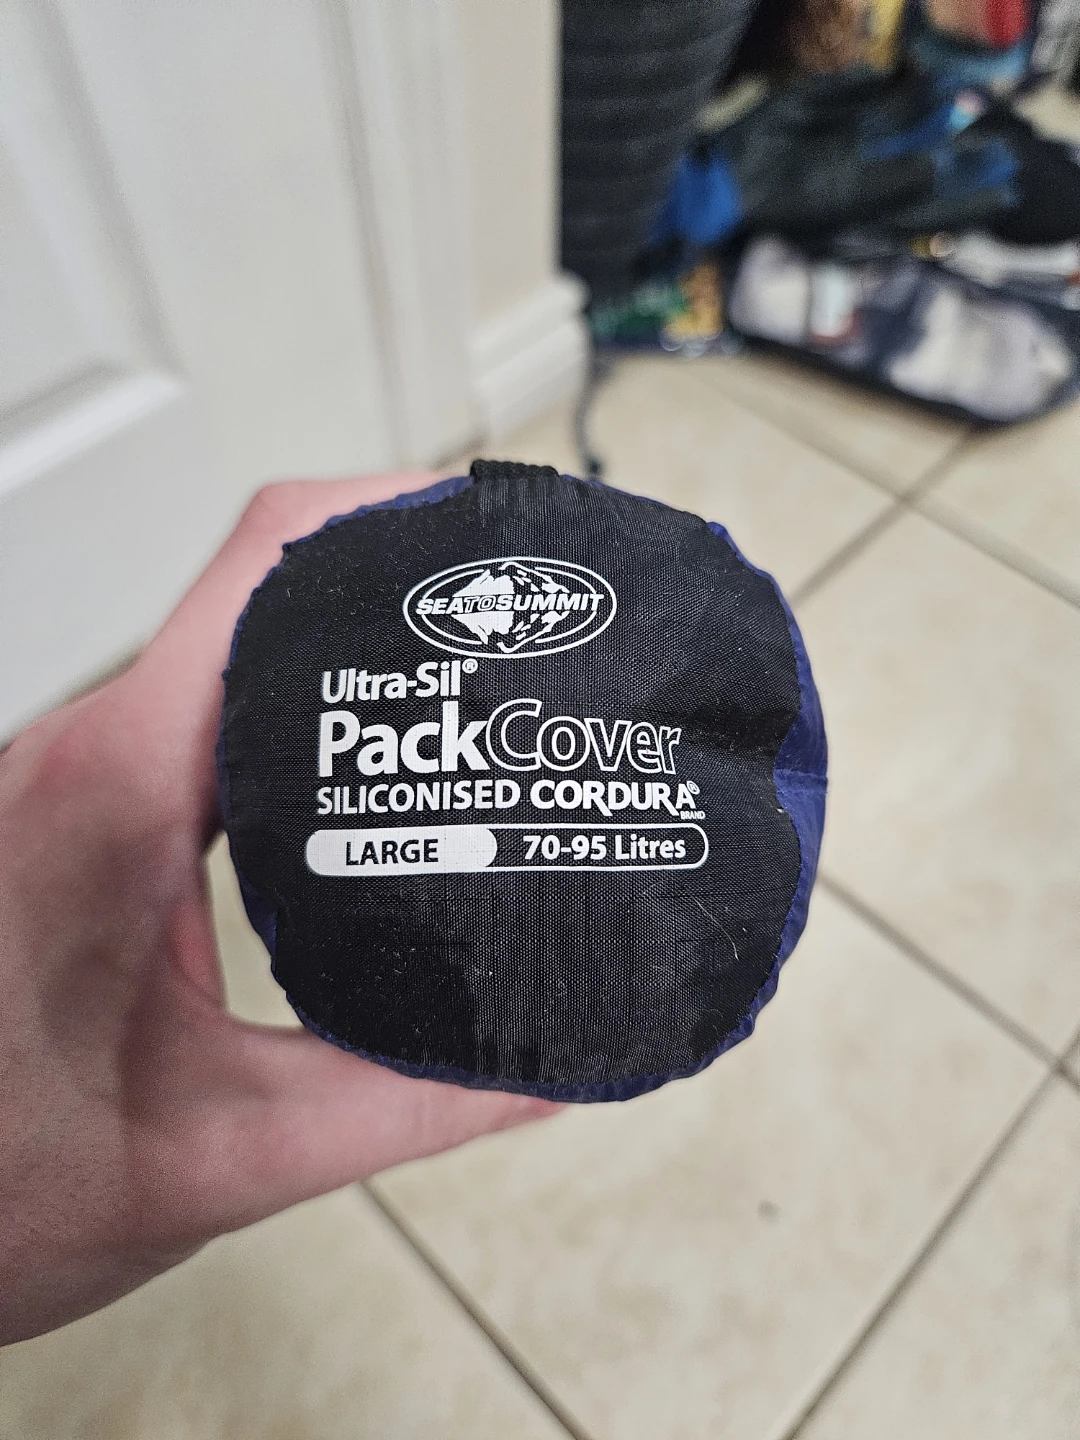 SEATOSUMMIT
Ultra-Sil®
PackCover
SILICONISED CORDURA®
BRAND
LARGE 70-95 Litres